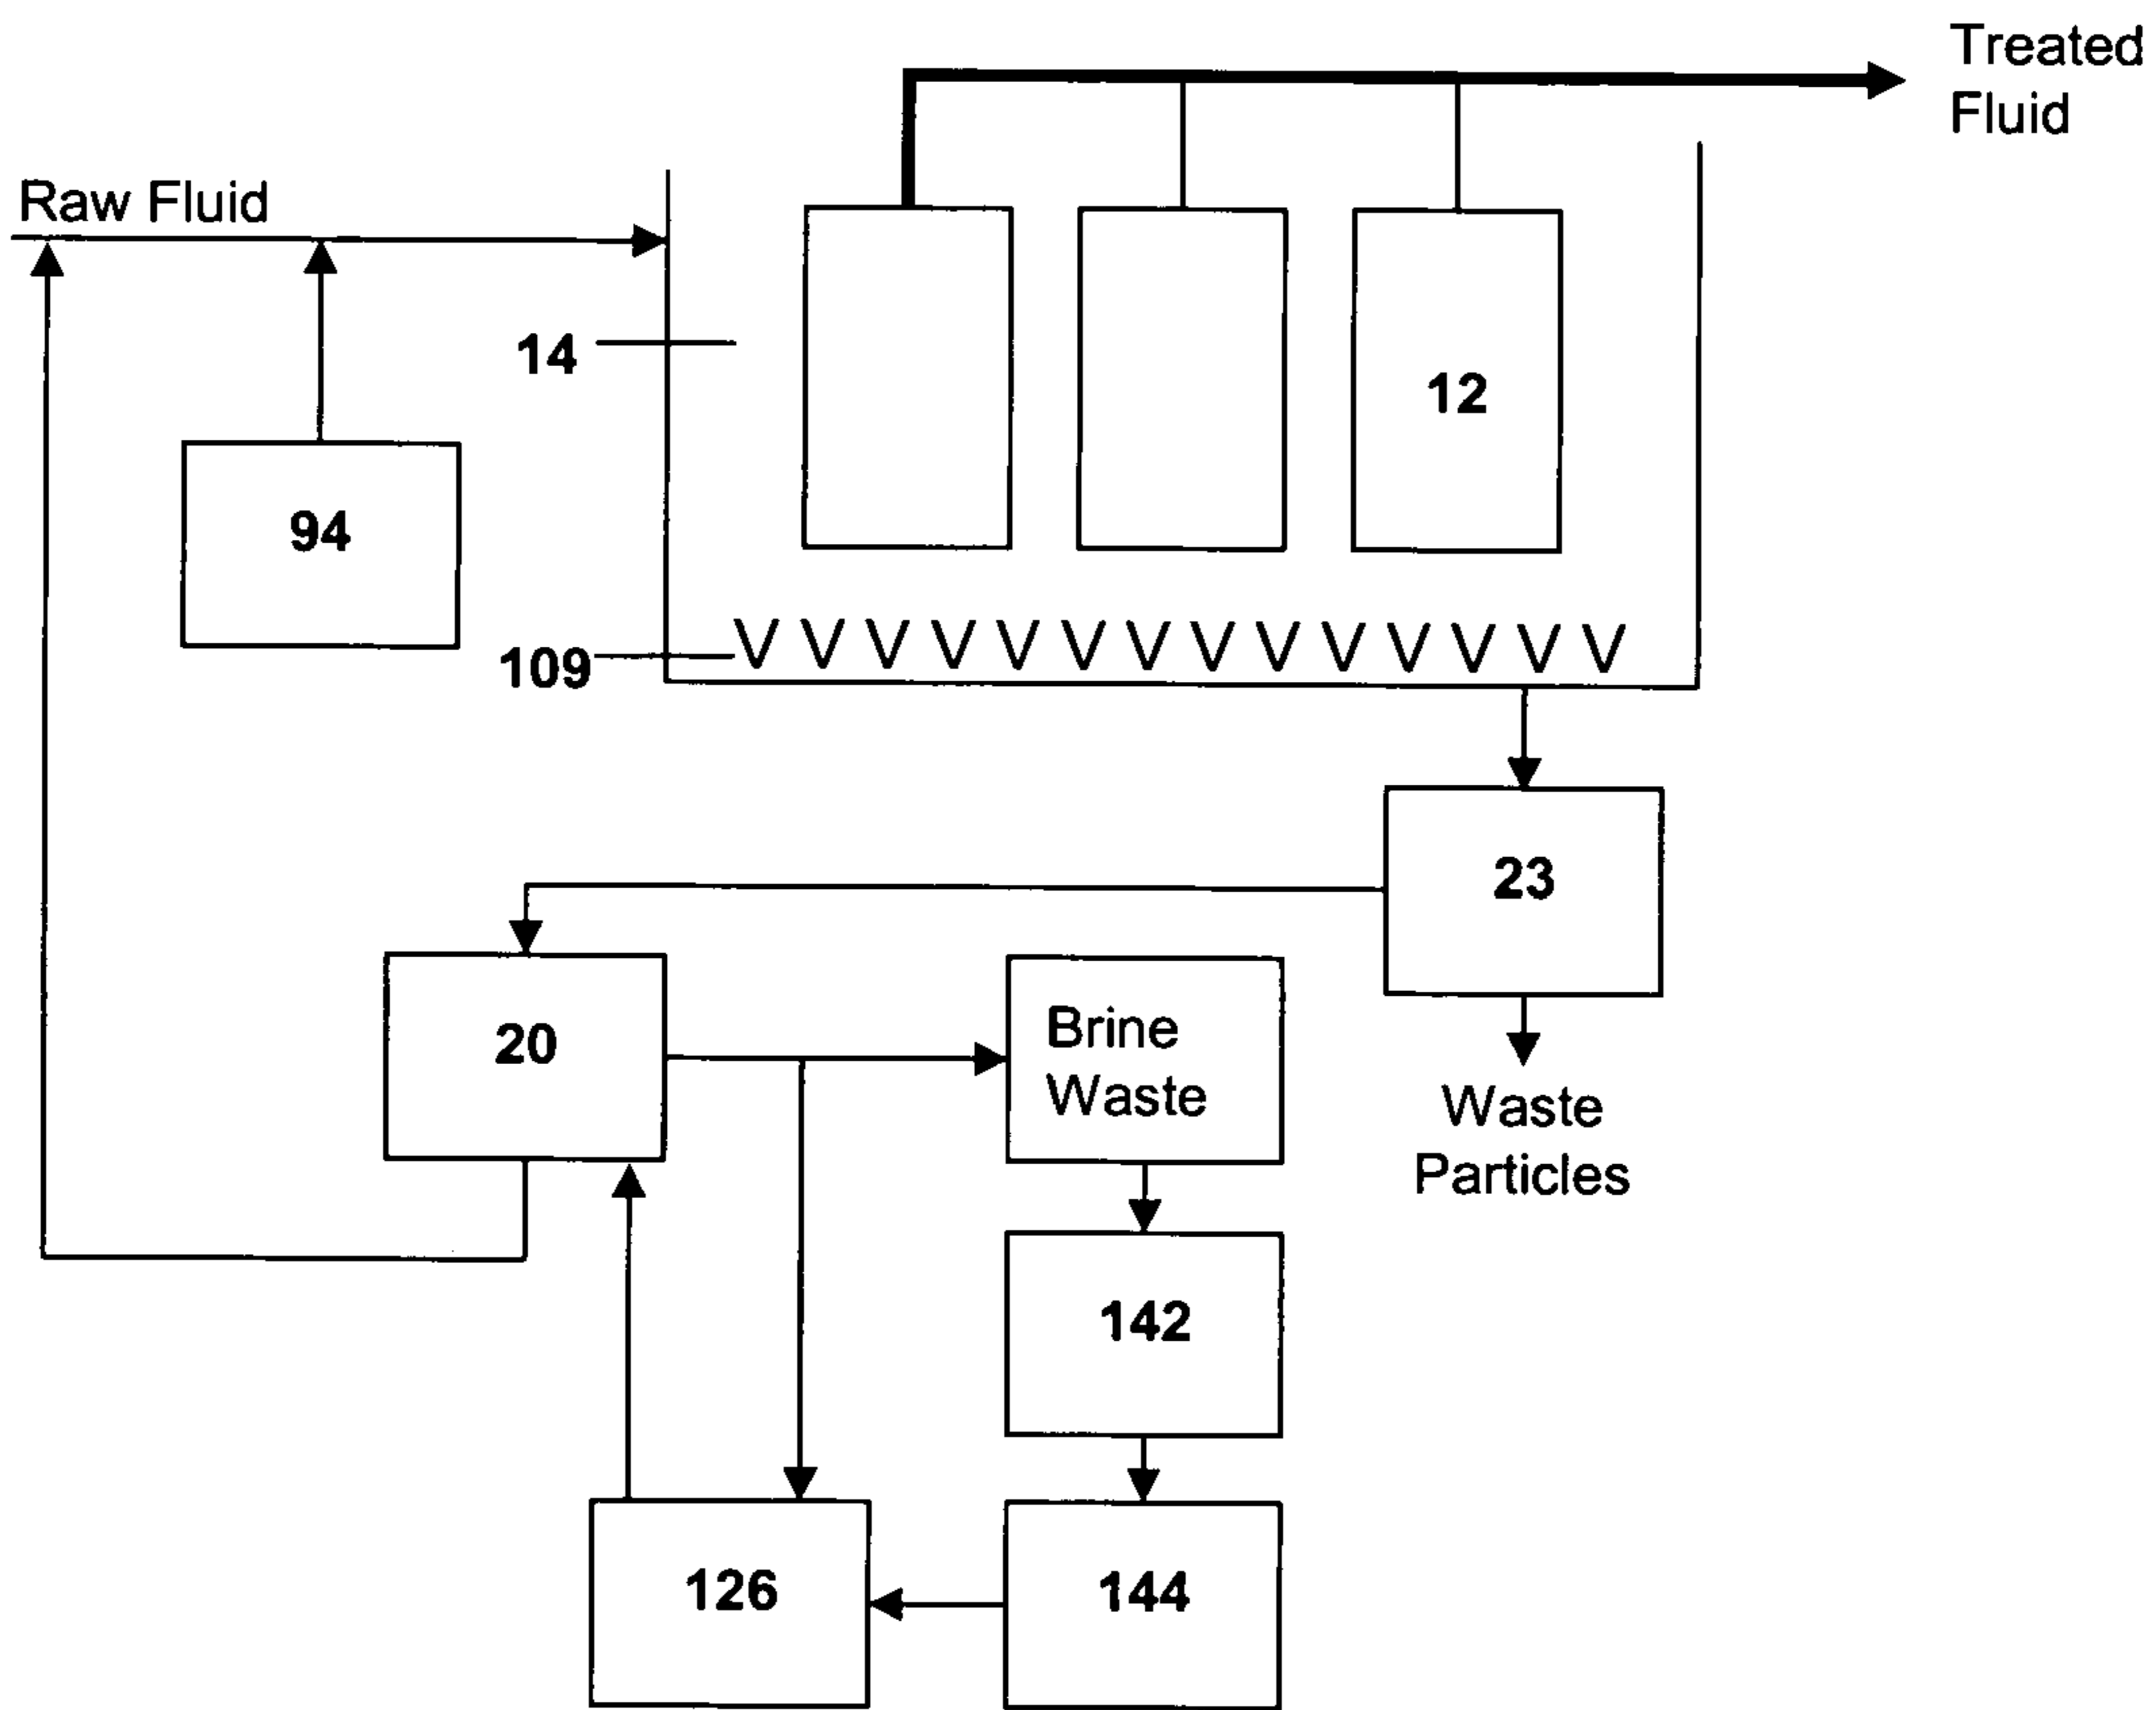 Treated
Fluid
Raw Fluid
14
12
94
V V V V V V V V V V V V V V
109
23
20
Brine
Waste
Waste
Particles
142
126
144